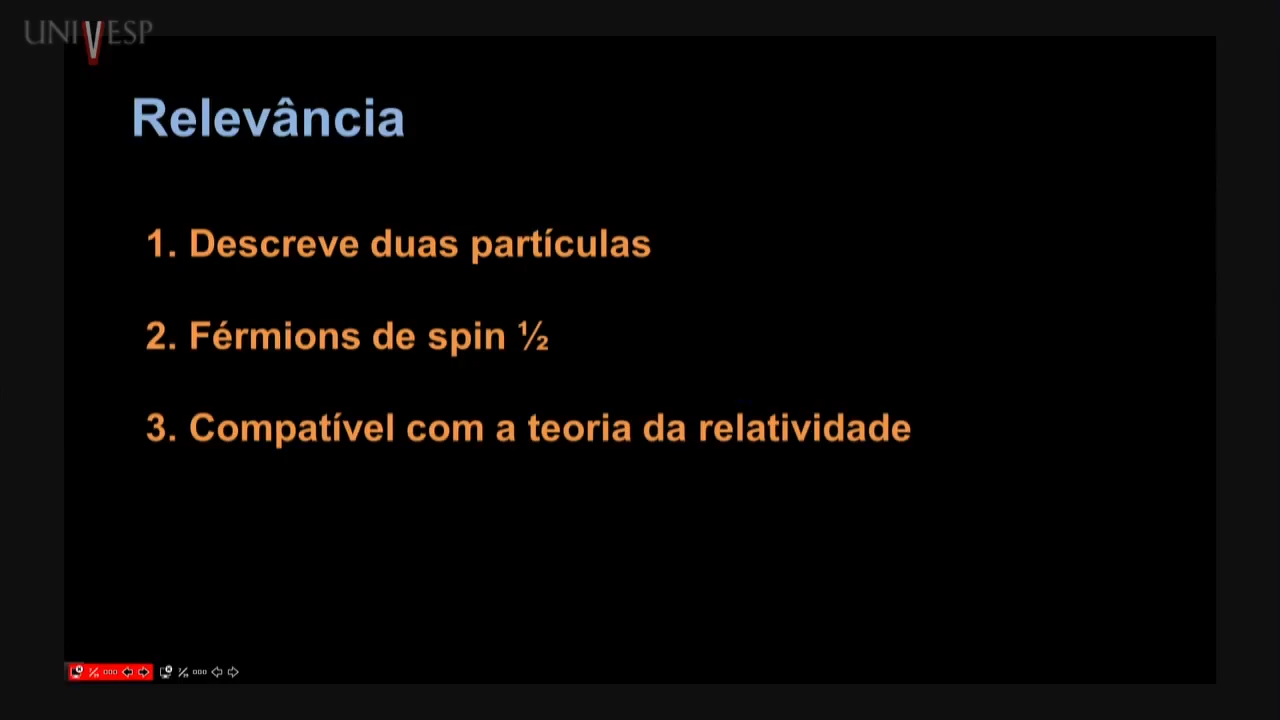 UNIVESP
Relevância
1. Descreve duas partículas
2. Férmions de spin ½
3. Compatível com a teoria da relatividade